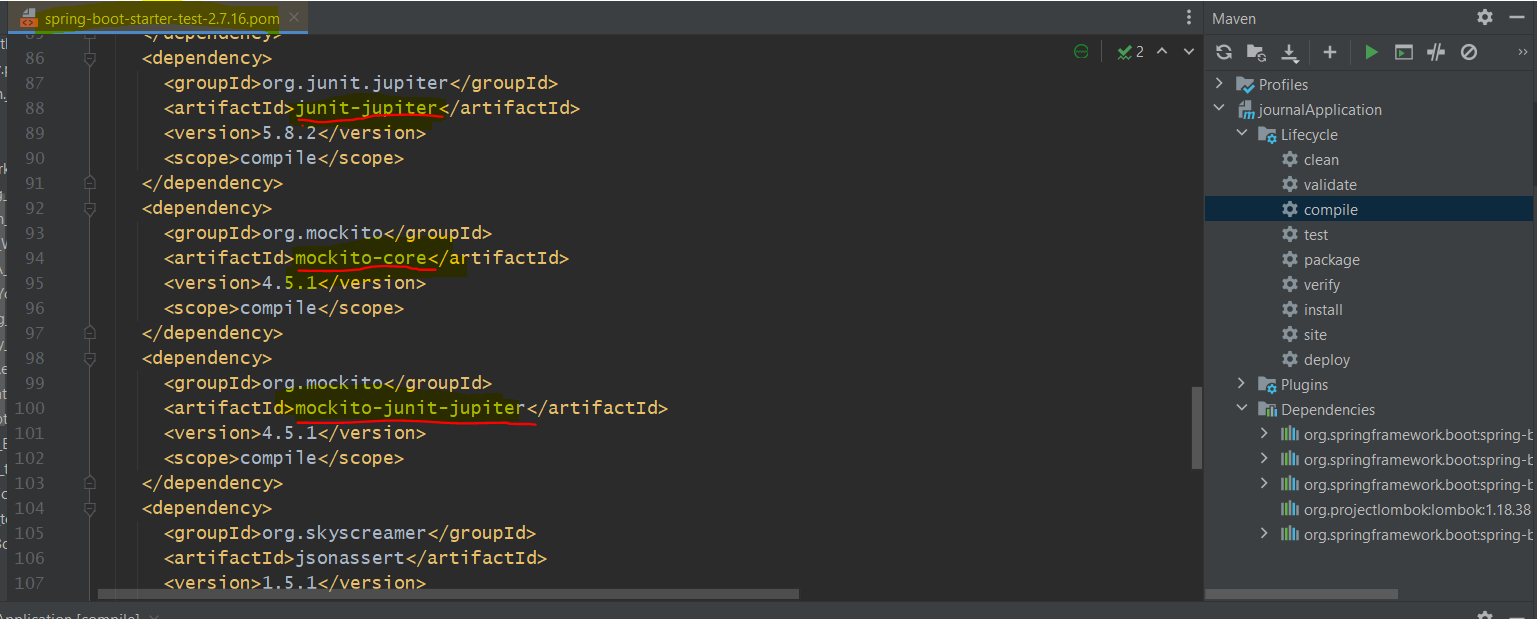 spring-boot-starter-test-2.7.16.pom
Maven
85 </dependency>
86 <dependency>
87 <groupId>org.junit.jupiter</groupId>
88 <artifactId>junit-jupiter</artifactId>
89 <version>5.8.2</version>
90 <scope>compile</scope>
91 </dependency>
92 <dependency>
93 <groupId>org.mockito</groupId>
94 <artifactId>mockito-core</artifactId>
95 <version>4.5.1</version>
96 <scope>compile</scope>
97 </dependency>
98 <dependency>
99 <groupId>org.mockito</groupId>
100 <artifactId>mockito-junit-jupiter</artifactId>
101 <version>4.5.1</version>
102 <scope>compile</scope>
103 </dependency>
104 <dependency>
105 <groupId>org.skyscreamer</groupId>
106 <artifactId>jsonassert</artifactId>
107 <version>1.5.1</version>
2
Profiles
journalApplication
Lifecycle
clean
validate
compile
test
package
verify
install
site
deploy
Plugins
Dependencies
org.springframework.boot:spring-b
org.springframework.boot:spring-b
org.springframework.boot:spring-b
org.projectlombok:lombok:1.18.38
org.springframework.boot:spring-b
Application [compile]